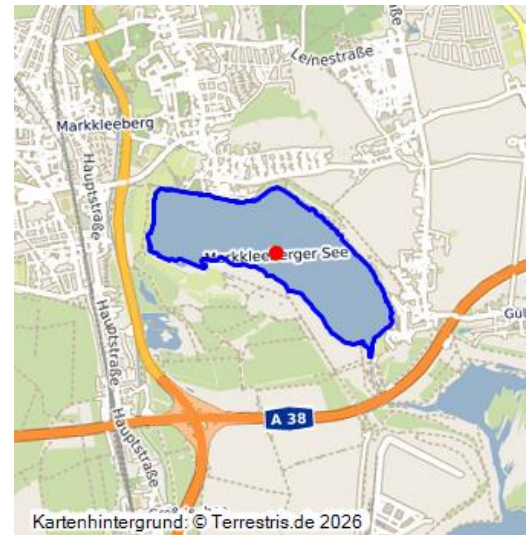 Leinestraße
Markkleeberg
Hauptstraße
Markkleeberger See
Hauptstraße
A 38
Hauptstraße
Kartenhintergrund: © Terrestris.de 2026